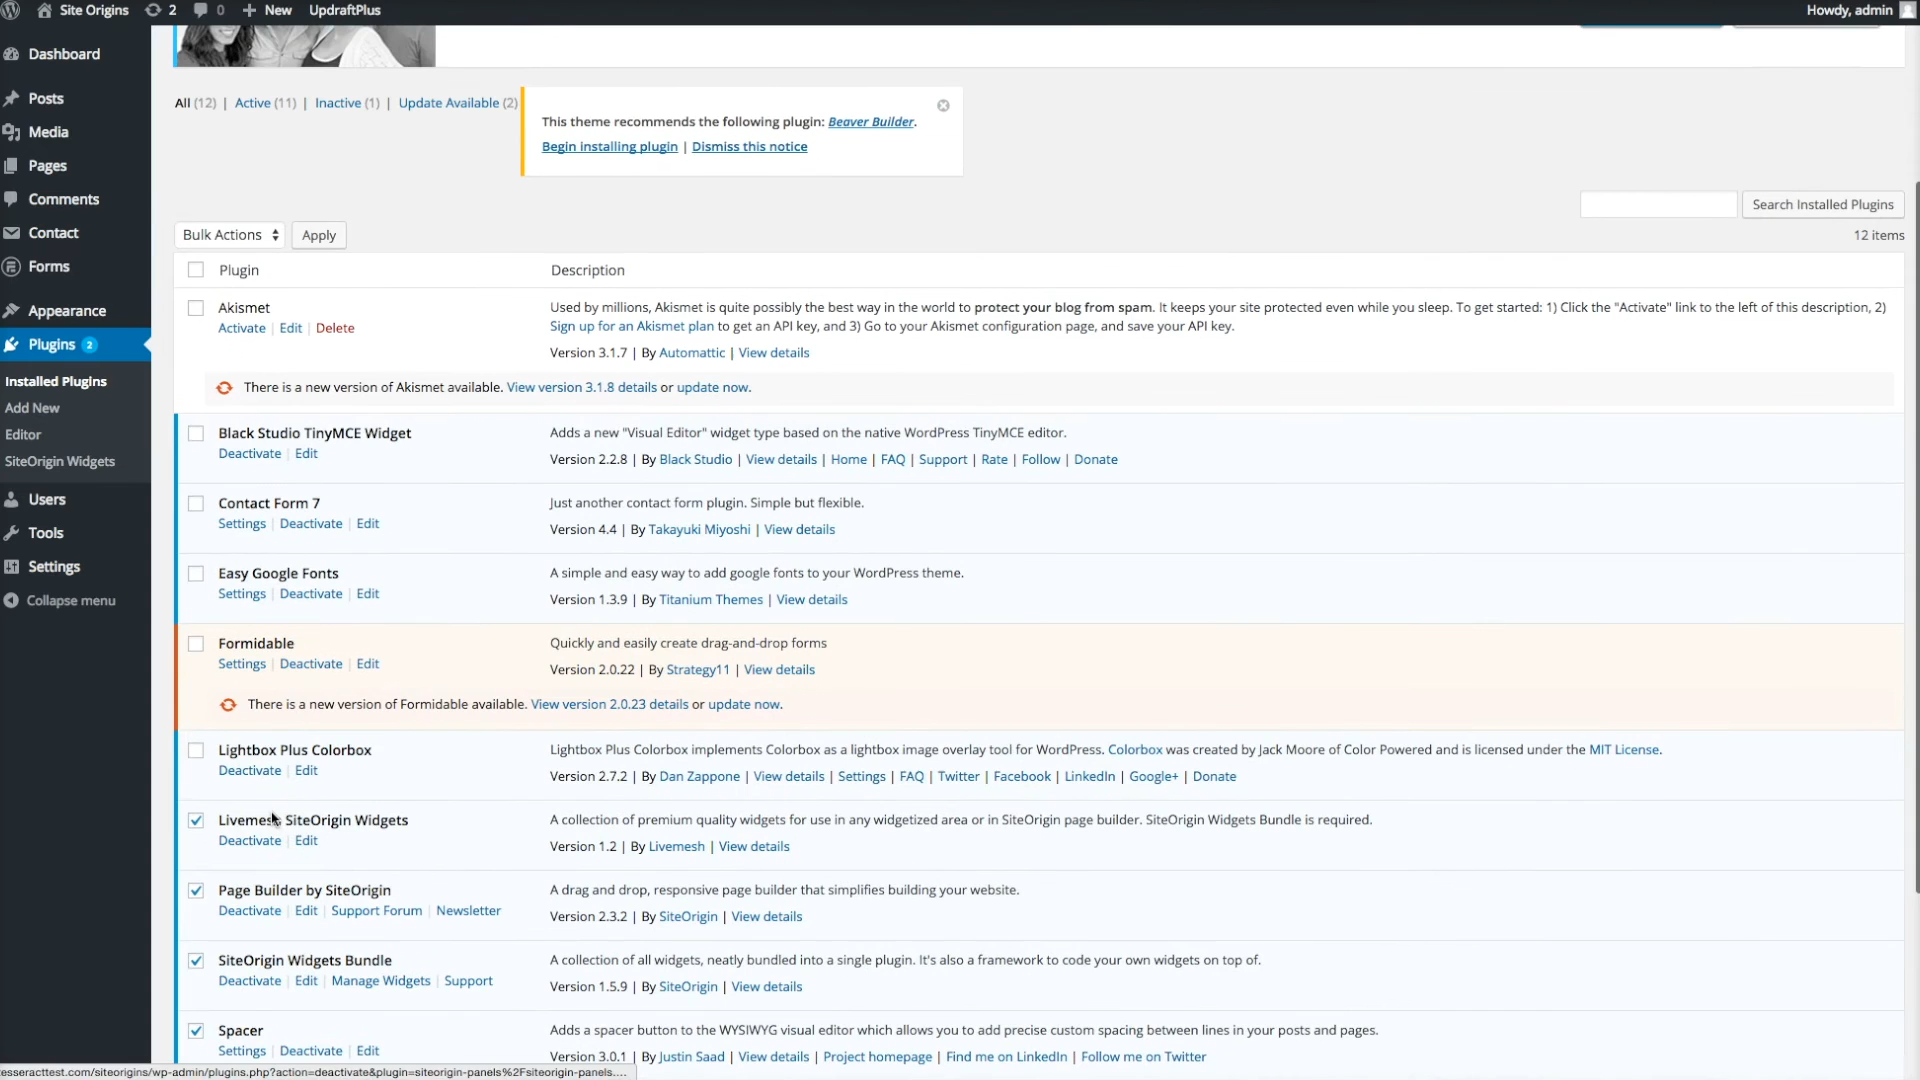 Site Origins 2 0 New UpdraftPlus Howdy, admin
Dashboard
Posts
Media
Pages
Comments
Contact
Forms
Appearance
Plugins 2
Installed Plugins
Add New
Editor
SiteOrigin Widgets
Users
Tools
Settings
Collapse menu
All (12) | Active (11) | Inactive (1) | Update Available (2)
This theme recommends the following plugin: Beaver Builder.
Begin installing plugin | Dismiss this notice
Search Installed Plugins
Bulk Actions Apply
12 items
Plugin Description
Akismet
Activate | Edit | Delete
Used by millions, Akismet is quite possibly the best way in the world to protect your blog from spam. It keeps your site protected even while you sleep. To get started: 1) Click the "Activate" link to the left of this description, 2)
Sign up for an Akismet plan to get an API key, and 3) Go to your Akismet configuration page, and save your API key.
Version 3.1.7 | By Automattic | View details
There is a new version of Akismet available. View version 3.1.8 details or update now.
Black Studio TinyMCE Widget
Deactivate | Edit
Adds a new "Visual Editor" widget type based on the native WordPress TinyMCE editor.
Version 2.2.8 | By Black Studio | View details | Home | FAQ | Support | Rate | Follow | Donate
Contact Form 7
Settings | Deactivate | Edit
Just another contact form plugin. Simple but flexible.
Version 4.4 | By Takayuki Miyoshi | View details
Easy Google Fonts
Settings | Deactivate | Edit
A simple and easy way to add google fonts to your WordPress theme.
Version 1.3.9 | By Titanium Themes | View details
Formidable
Settings | Deactivate | Edit
Quickly and easily create drag-and-drop forms
Version 2.0.22 | By Strategy11 | View details
There is a new version of Formidable available. View version 2.0.23 details or update now.
Lightbox Plus Colorbox
Deactivate | Edit
Lightbox Plus Colorbox implements Colorbox as a lightbox image overlay tool for WordPress. Colorbox was created by Jack Moore of Color Powered and is licensed under the MIT License.
Version 2.7.2 | By Dan Zappone | View details | Settings | FAQ | Twitter | Facebook | LinkedIn | Google+ | Donate
Livemesh SiteOrigin Widgets
Deactivate | Edit
A collection of premium quality widgets for use in any widgetized area or in SiteOrigin page builder. SiteOrigin Widgets Bundle is required.
Version 1.2 | By Livemesh | View details
Page Builder by SiteOrigin
Deactivate | Edit | Support Forum | Newsletter
A drag and drop, responsive page builder that simplifies building your website.
Version 2.3.2 | By SiteOrigin | View details
SiteOrigin Widgets Bundle
Deactivate | Edit | Manage Widgets | Support
A collection of all widgets, neatly bundled into a single plugin. It's also a framework to code your own widgets on top of.
Version 1.5.9 | By SiteOrigin | View details
Spacer
Settings | Deactivate | Edit
Adds a spacer button to the WYSIWYG visual editor which allows you to add precise custom spacing between lines in your posts and pages.
Version 3.0.1 | By Justin Saad | View details | Project homepage | Find me on LinkedIn | Follow me on Twitter
esseracttest.com/siteorigins/wp-admin/plugins.php?action=deactivate&plugin=siteorigin-panels%2Fsiteorigin-panels....